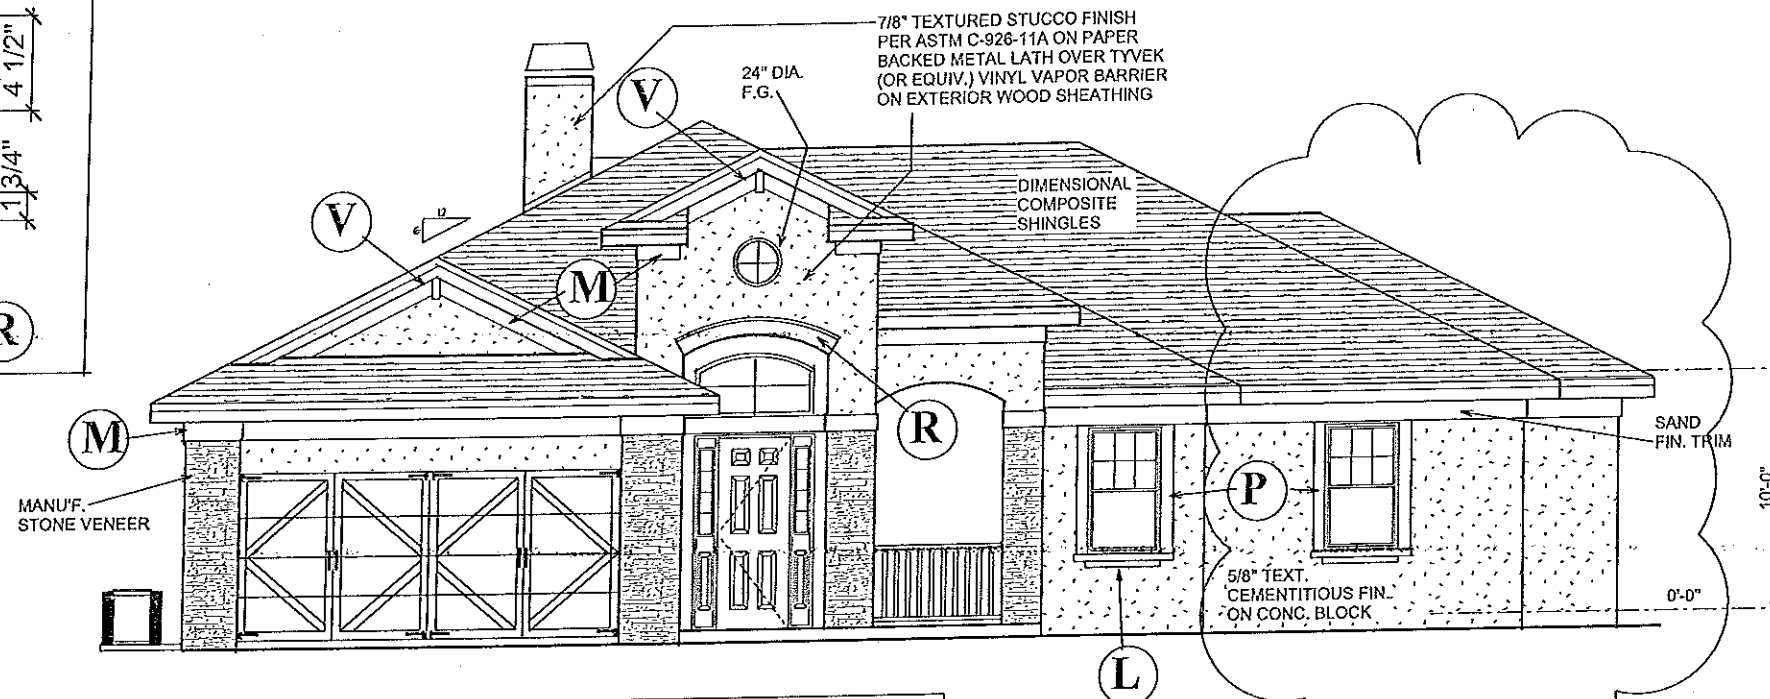 4 1/2"
1 3/4"
R
7/8" TEXTURED STUCCO FINISH
PER ASTM C-926-11A ON PAPER
BACKED METAL LATH OVER TYVEK
(OR EQUIV.) VINYL VAPOR BARRIER
ON EXTERIOR WOOD SHEATHING
24" DIA.
F.G.
V
V
12
6
DIMENSIONAL
COMPOSITE
SHINGLES
M
R
M
MANU'F.
STONE VENEER
SAND
FIN. TRIM
P
10'-0"
5/8" TEXT.
CEMENTITIOUS FIN.
ON CONC. BLOCK
0'-0"
L